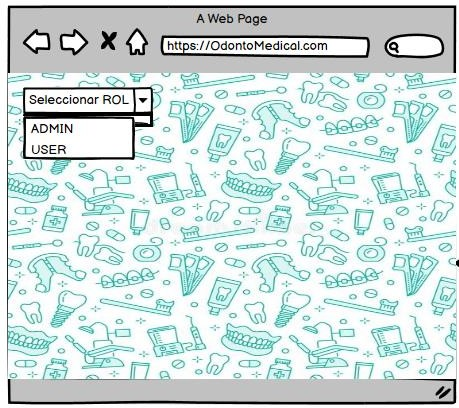 A Web Page
https://OdontoMedical.com
Seleccionar ROL
ADMIN
USER